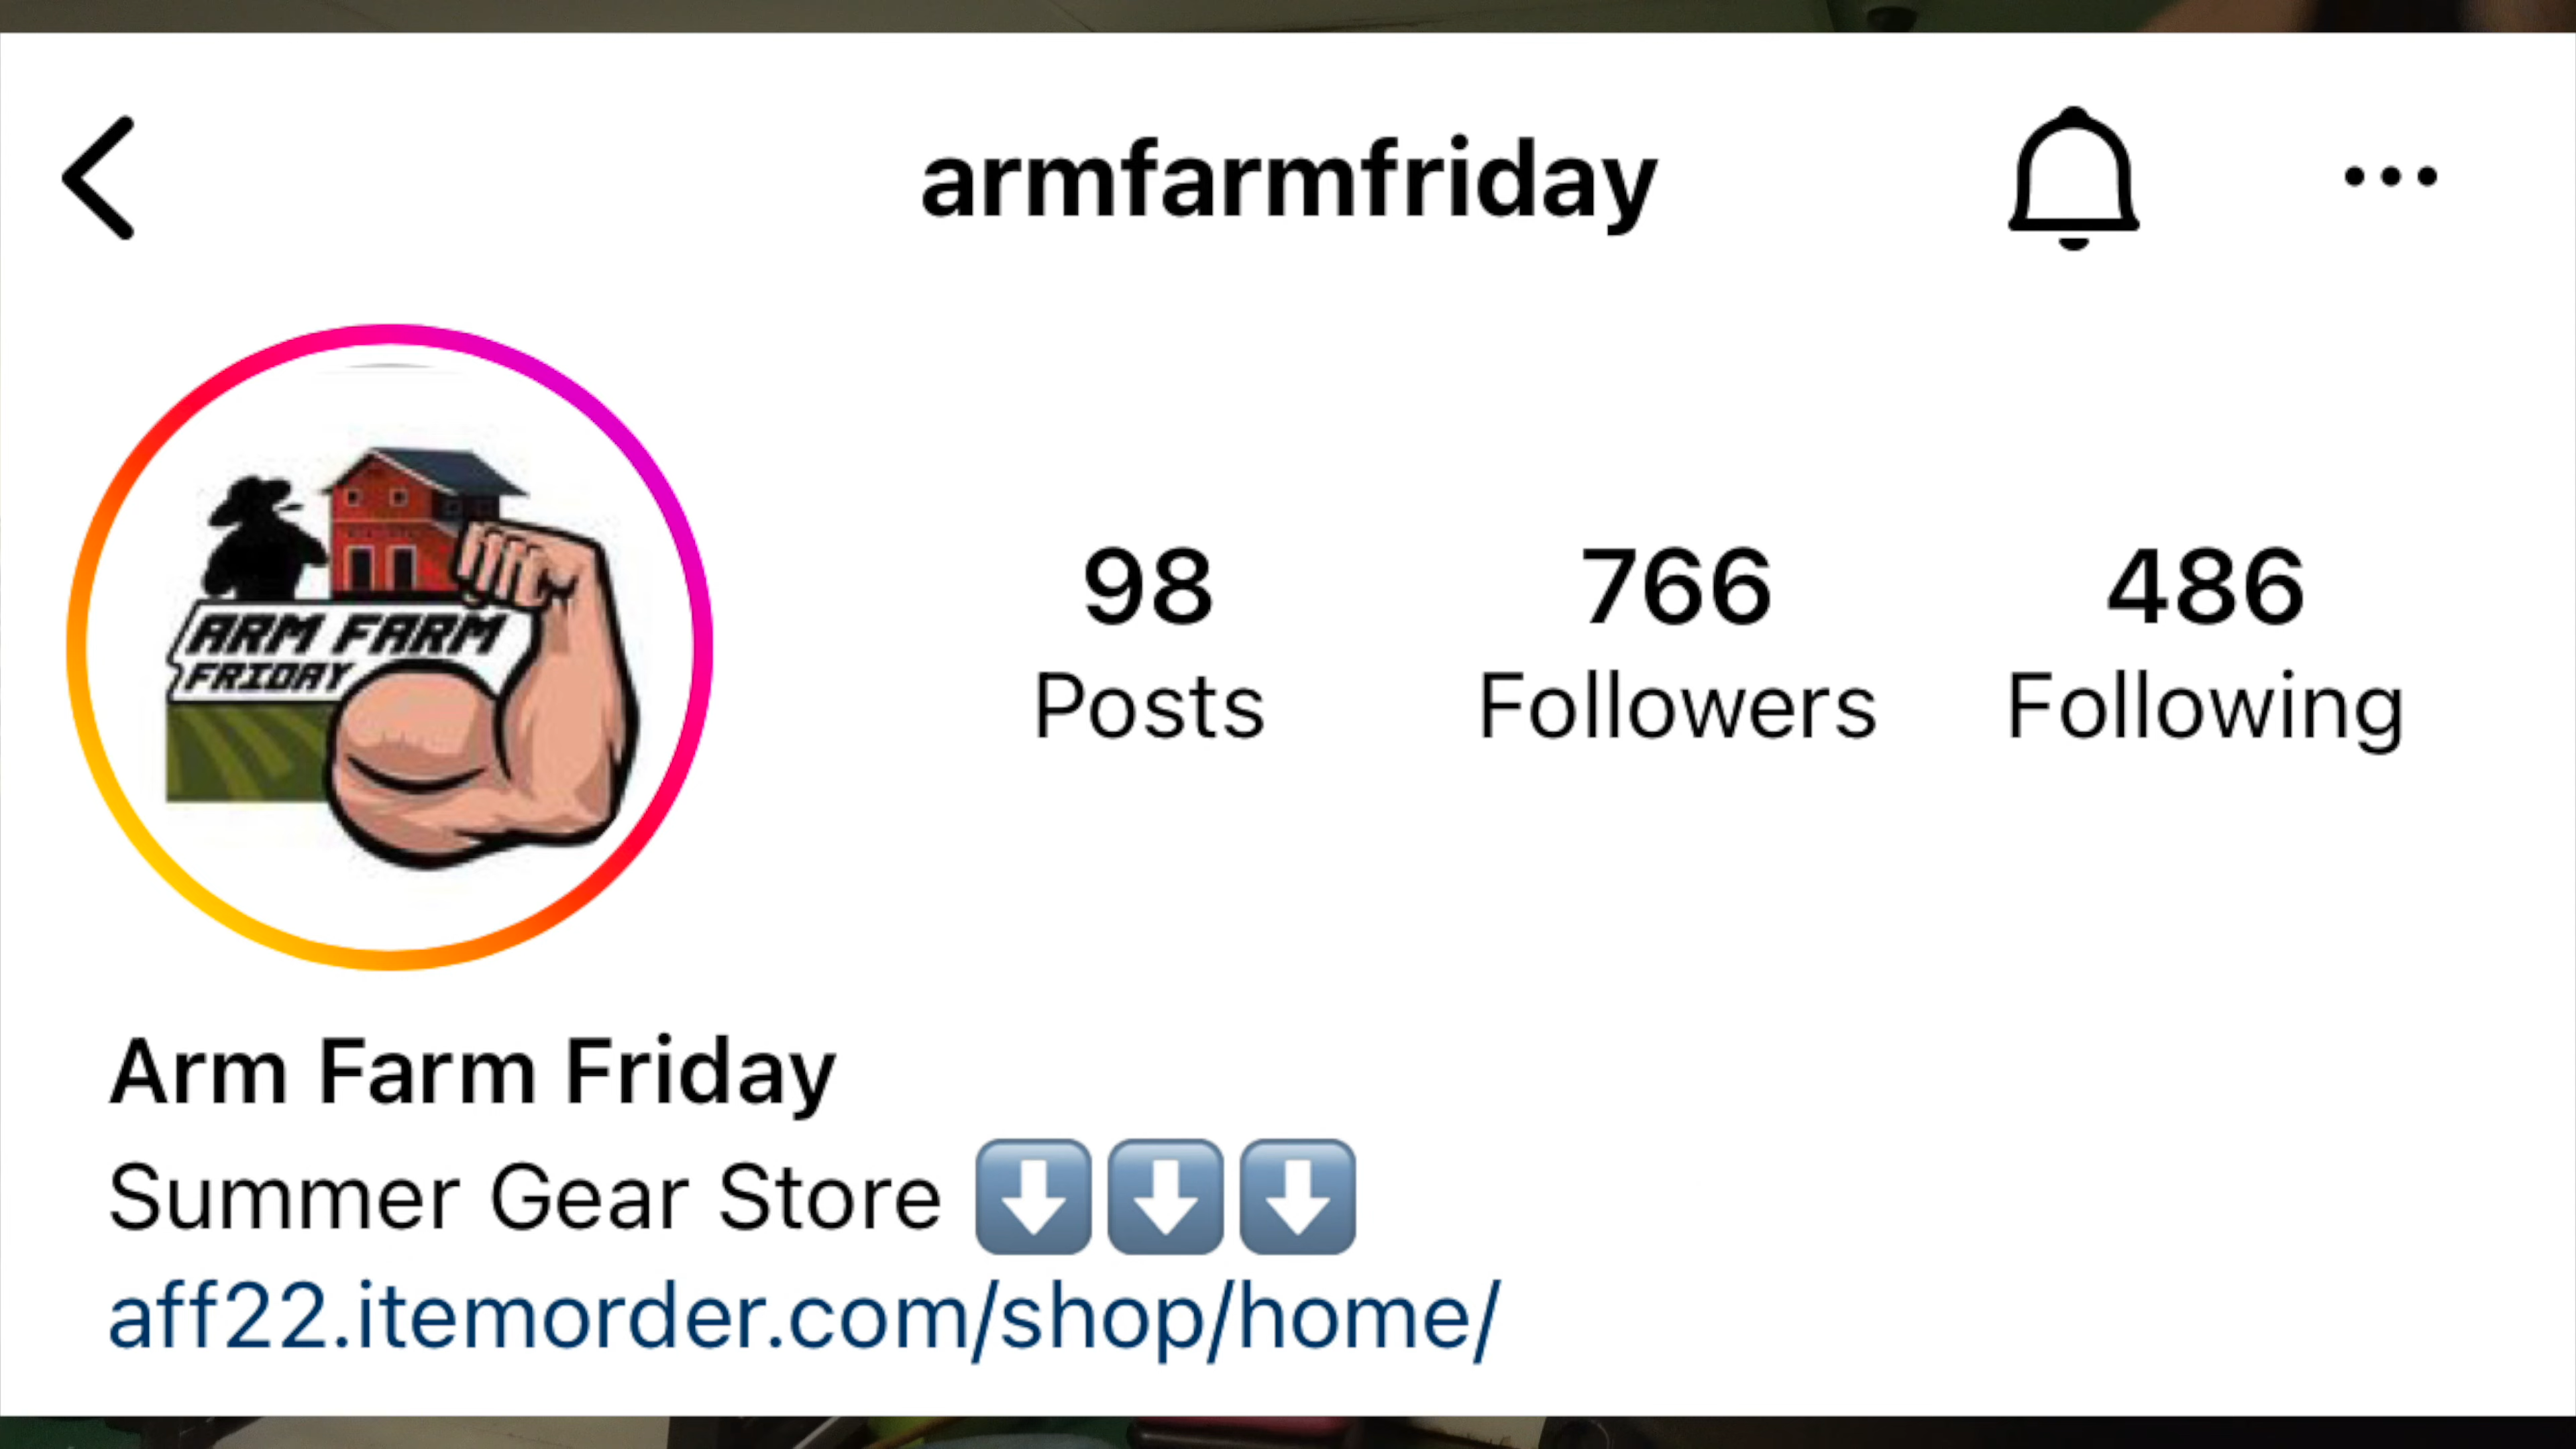 armfarmfriday
ARM FARM
FRIDAY
98 766 486
Posts Followers Following
Arm Farm Friday
Summer Gear Store ⬇️⬇️⬇️
aff22.itemorder.com/shop/home/